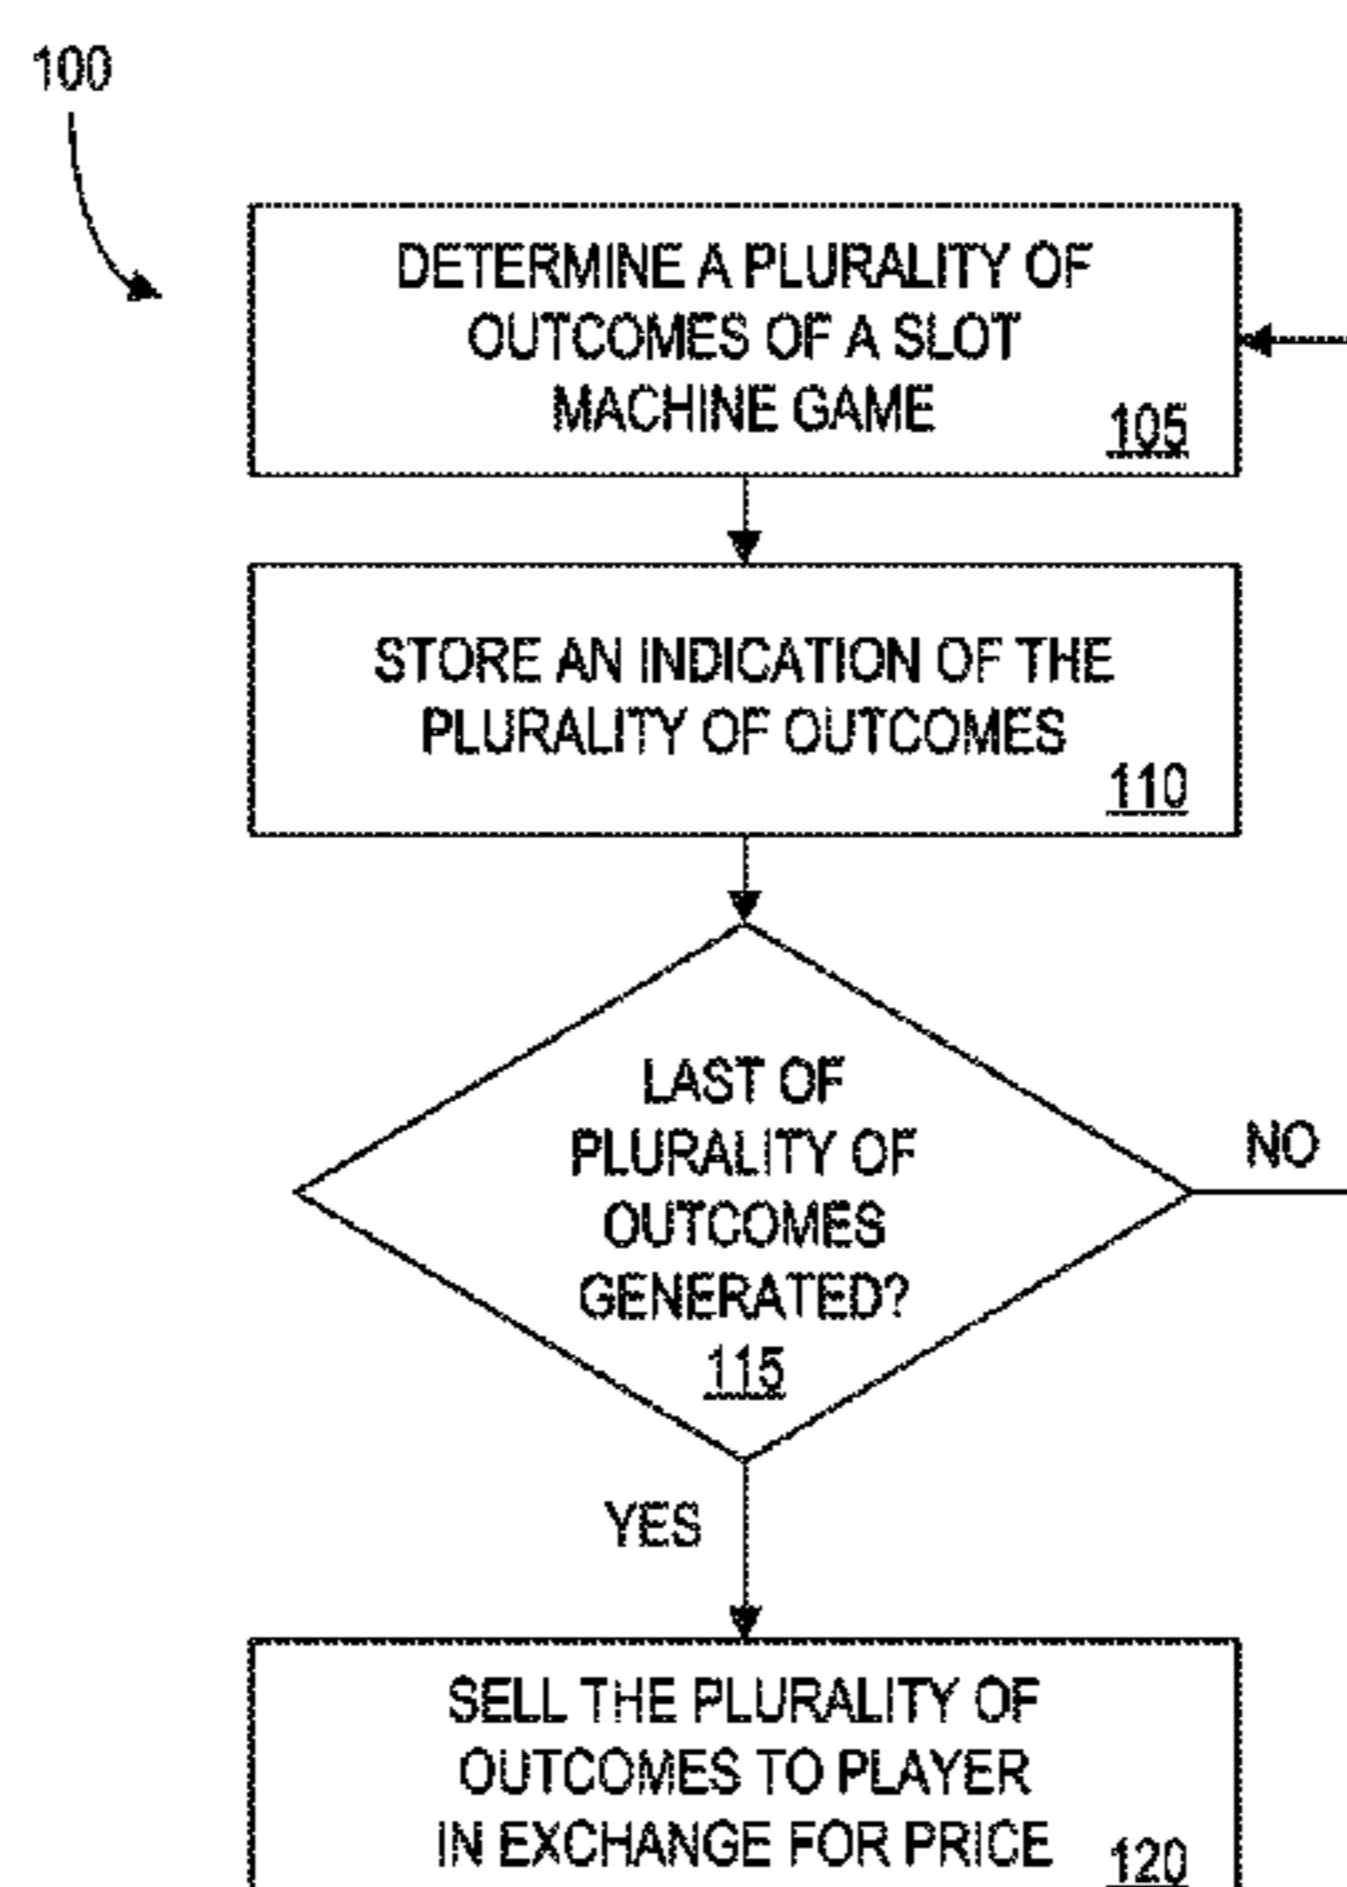 100
DETERMINE A PLURALITY OF
OUTCOMES OF A SLOT
MACHINE GAME
105
STORE AN INDICATION OF THE
PLURALITY OF OUTCOMES
110
LAST OF
PLURALITY OF
OUTCOMES
GENERATED?
115
NO
YES
SELL THE PLURALITY OF
OUTCOMES TO PLAYER
IN EXCHANGE FOR PRICE
120